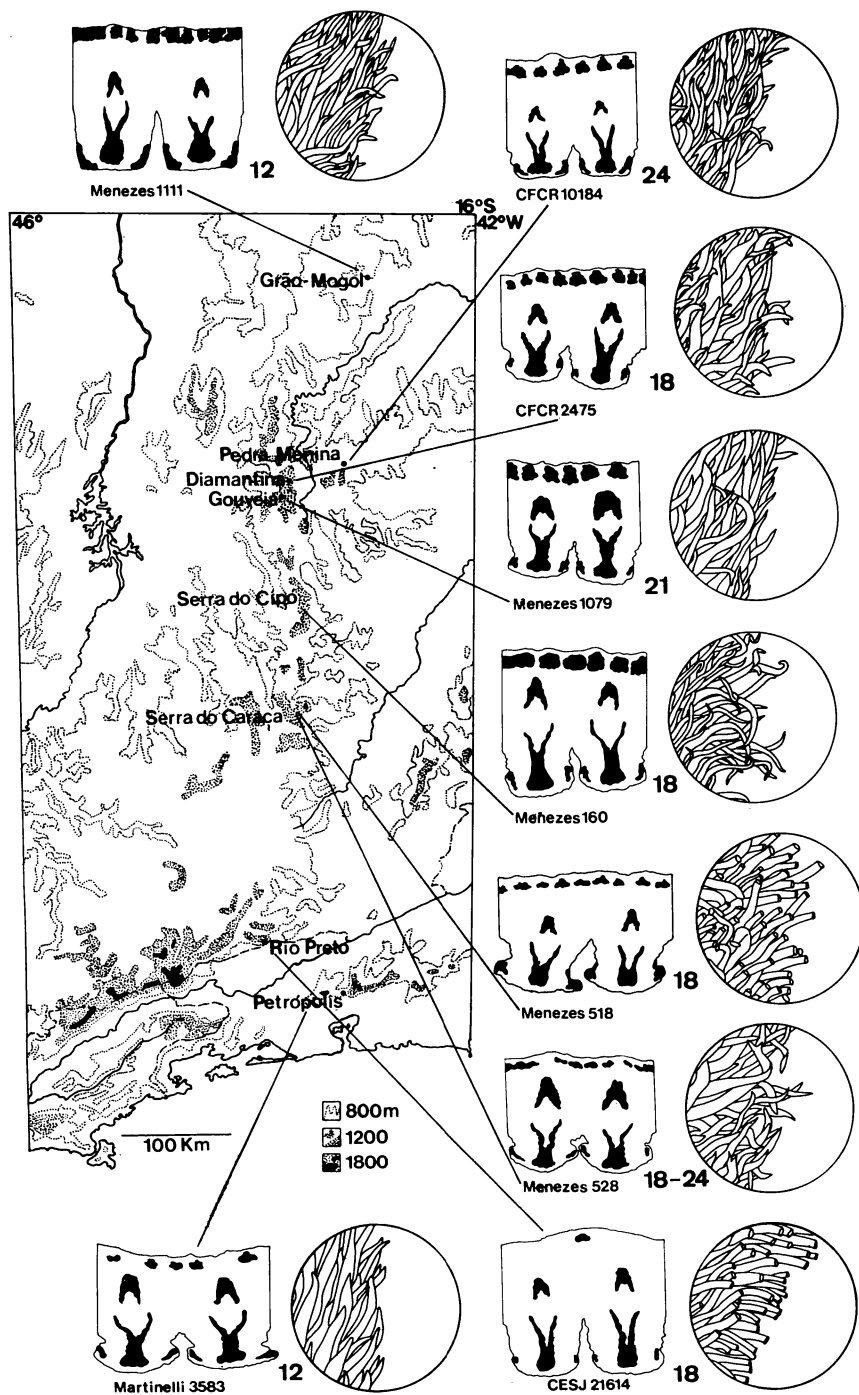 12
Menezes 1111
24
CFCR 10184
46°
16°S
42°W
Grão-Mogol
18
CFCR 2475
Pedra Menina
Diamantina
Gouveia
21
Menezes 1079
Serra do Cipó
18
Menezes 160
Serra do Caraça
18
Menezes 518
Rio Preto
Petropolis
800m
1200
1800
100 Km
18-24
Menezes 528
12
Martinelli 3583
18
CESJ 21614